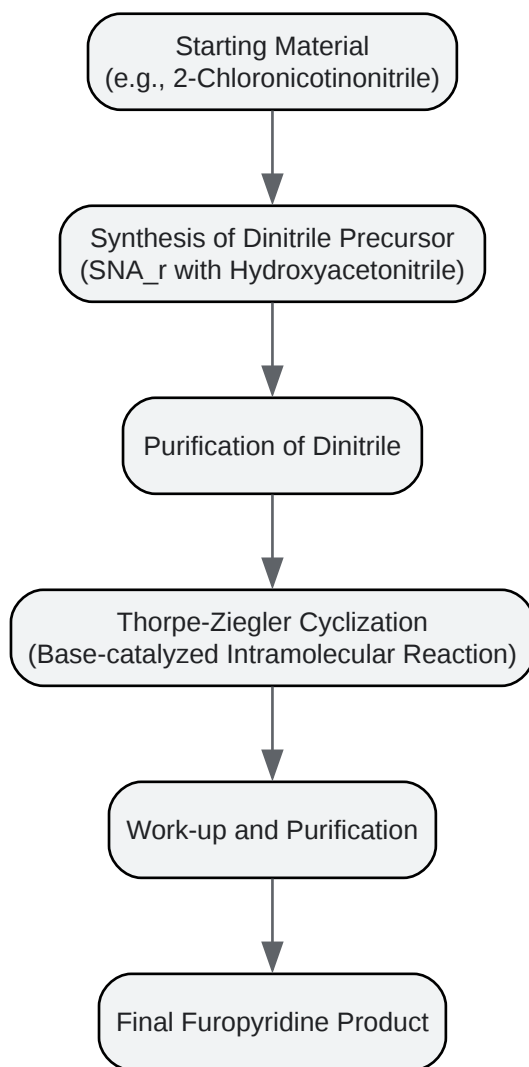 Starting Material
(e.g., 2-Chloronicotinonitrile)
Synthesis of Dinitrile Precursor
(SNA_r with Hydroxyacetonitrile)
Purification of Dinitrile
Thorpe-Ziegler Cyclization
(Base-catalyzed Intramolecular Reaction)
Work-up and Purification
Final Furopyridine Product